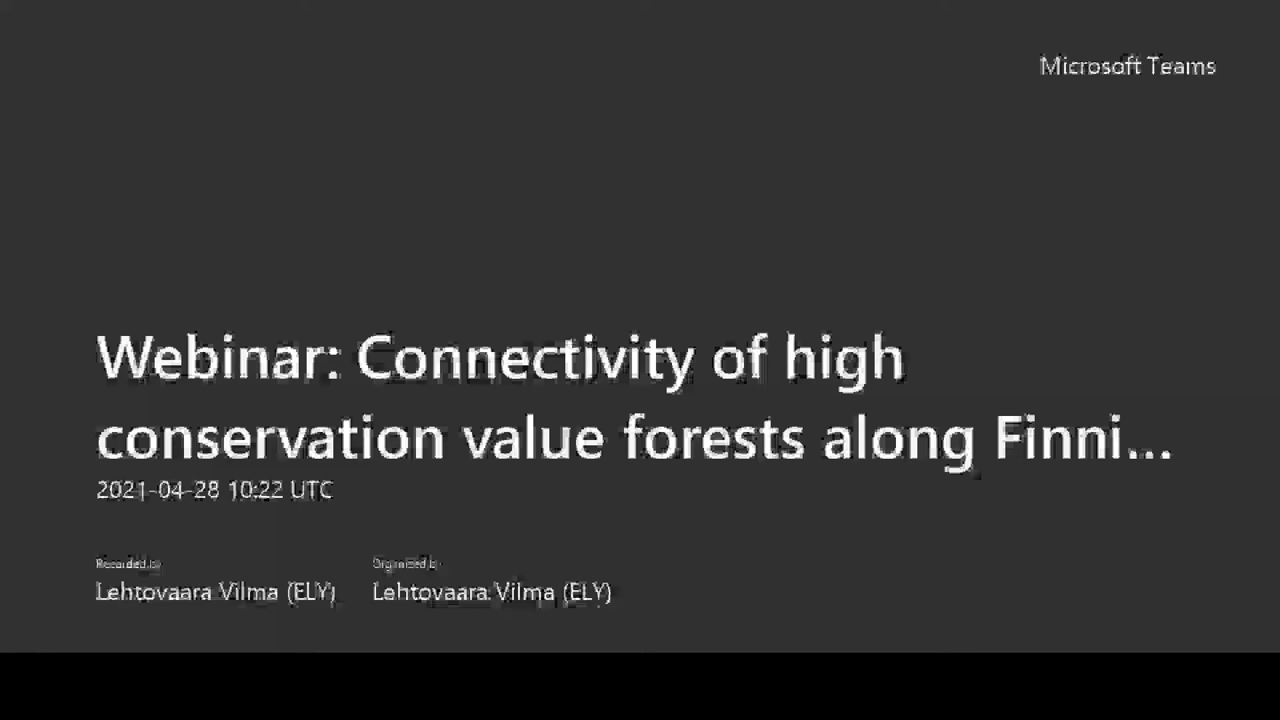 Microsoft Teams
Webinar: Connectivity of high
conservation value forests along Finni...
2021-04-28 10:22 UTC
Recorded by
Organized by
Lehtovaara Vilma (ELY)
Lehtovaara Vilma (ELY)